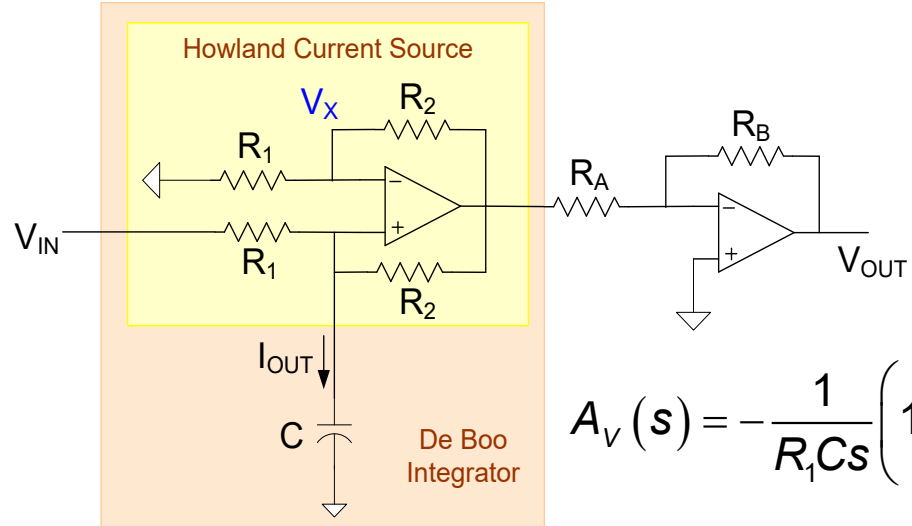 Howland Current Source
V_X
R_2
R_1
R_B
R_A
V_IN
R_1
R_2
V_OUT
I_OUT
C
De Boo
Integrator
A_V(s) = -\frac{1}{R_1Cs}(1